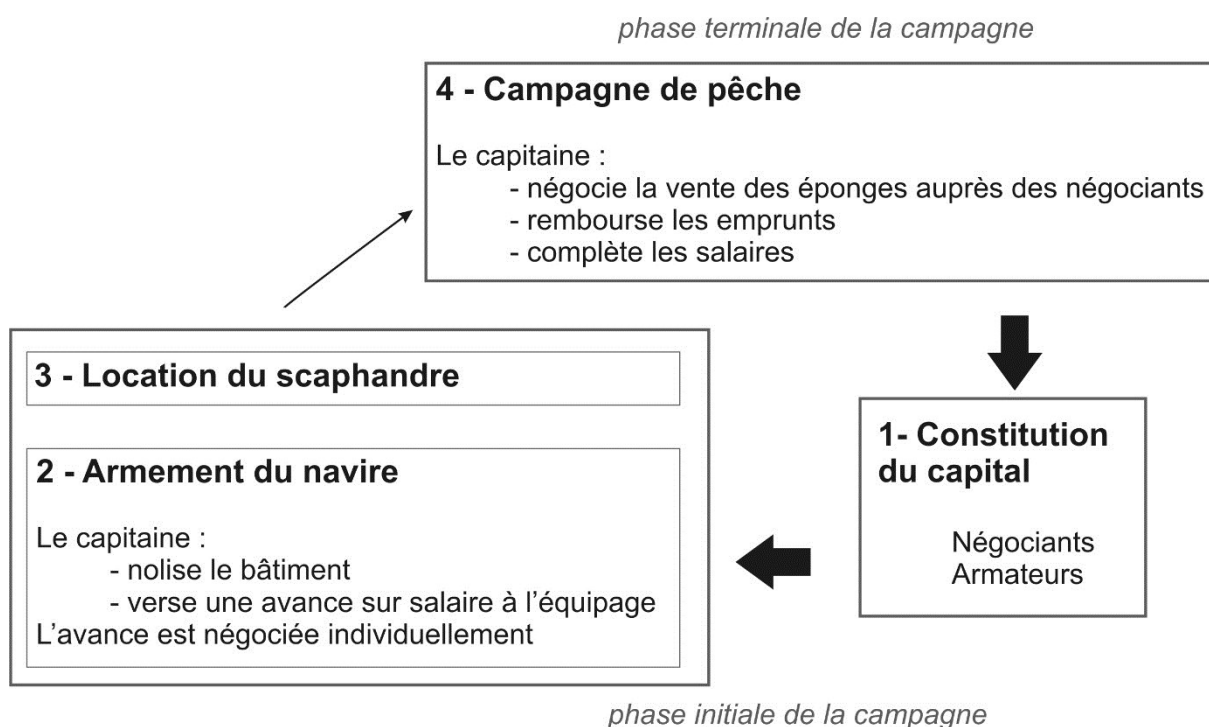 phase terminale de la campagne
4 - Campagne de pêche
Le capitaine :
- négocie la vente des éponges auprès des négociants
- rembourse les emprunts
- complète les salaires
3 - Location du scaphandre
2 - Armement du navire
Le capitaine :
- nolise le bâtiment
- verse une avance sur salaire à l'équipage
L'avance est négociée individuellement
1- Constitution
du capital
Négociants
Armateurs
phase initiale de la campagne